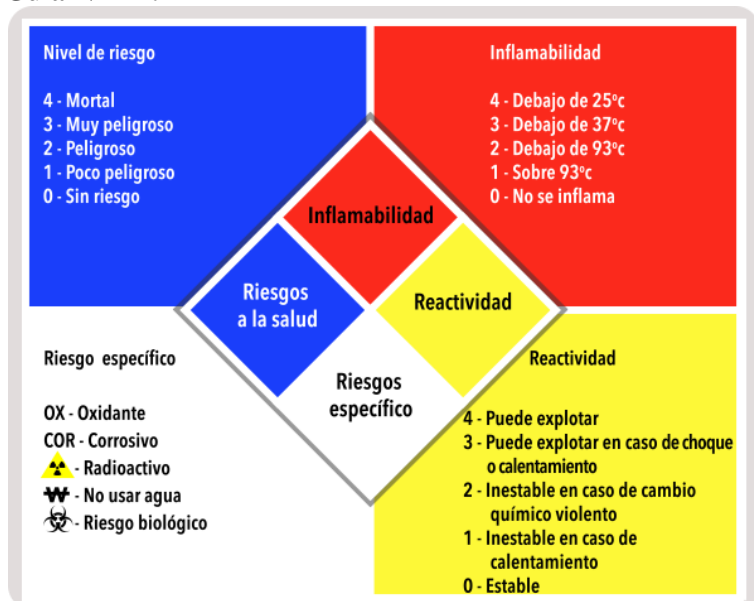 Nivel de riesgo
4 - Mortal
3 - Muy peligroso
2 - Peligroso
1 - Poco peligroso
0 - Sin riesgo
Inflamabilidad
4 - Debajo de 25ºc
3 - Debajo de 37ºc
2 - Debajo de 93ºc
1 - Sobre 93ºc
0 - No se inflama
Inflamabilidad
Riesgos
a la salud
Reactividad
Riesgos
específico
Riesgo específico
OX - Oxidante
COR - Corrosivo
- Radioactivo
W - No usar agua
- Riesgo biológico
Reactividad
4 - Puede explotar
3 - Puede explotar en caso de choque
o calentamiento
2 - Inestable en caso de cambio
químico violento
1 - Inestable en caso de
calentamiento
0 - Estable